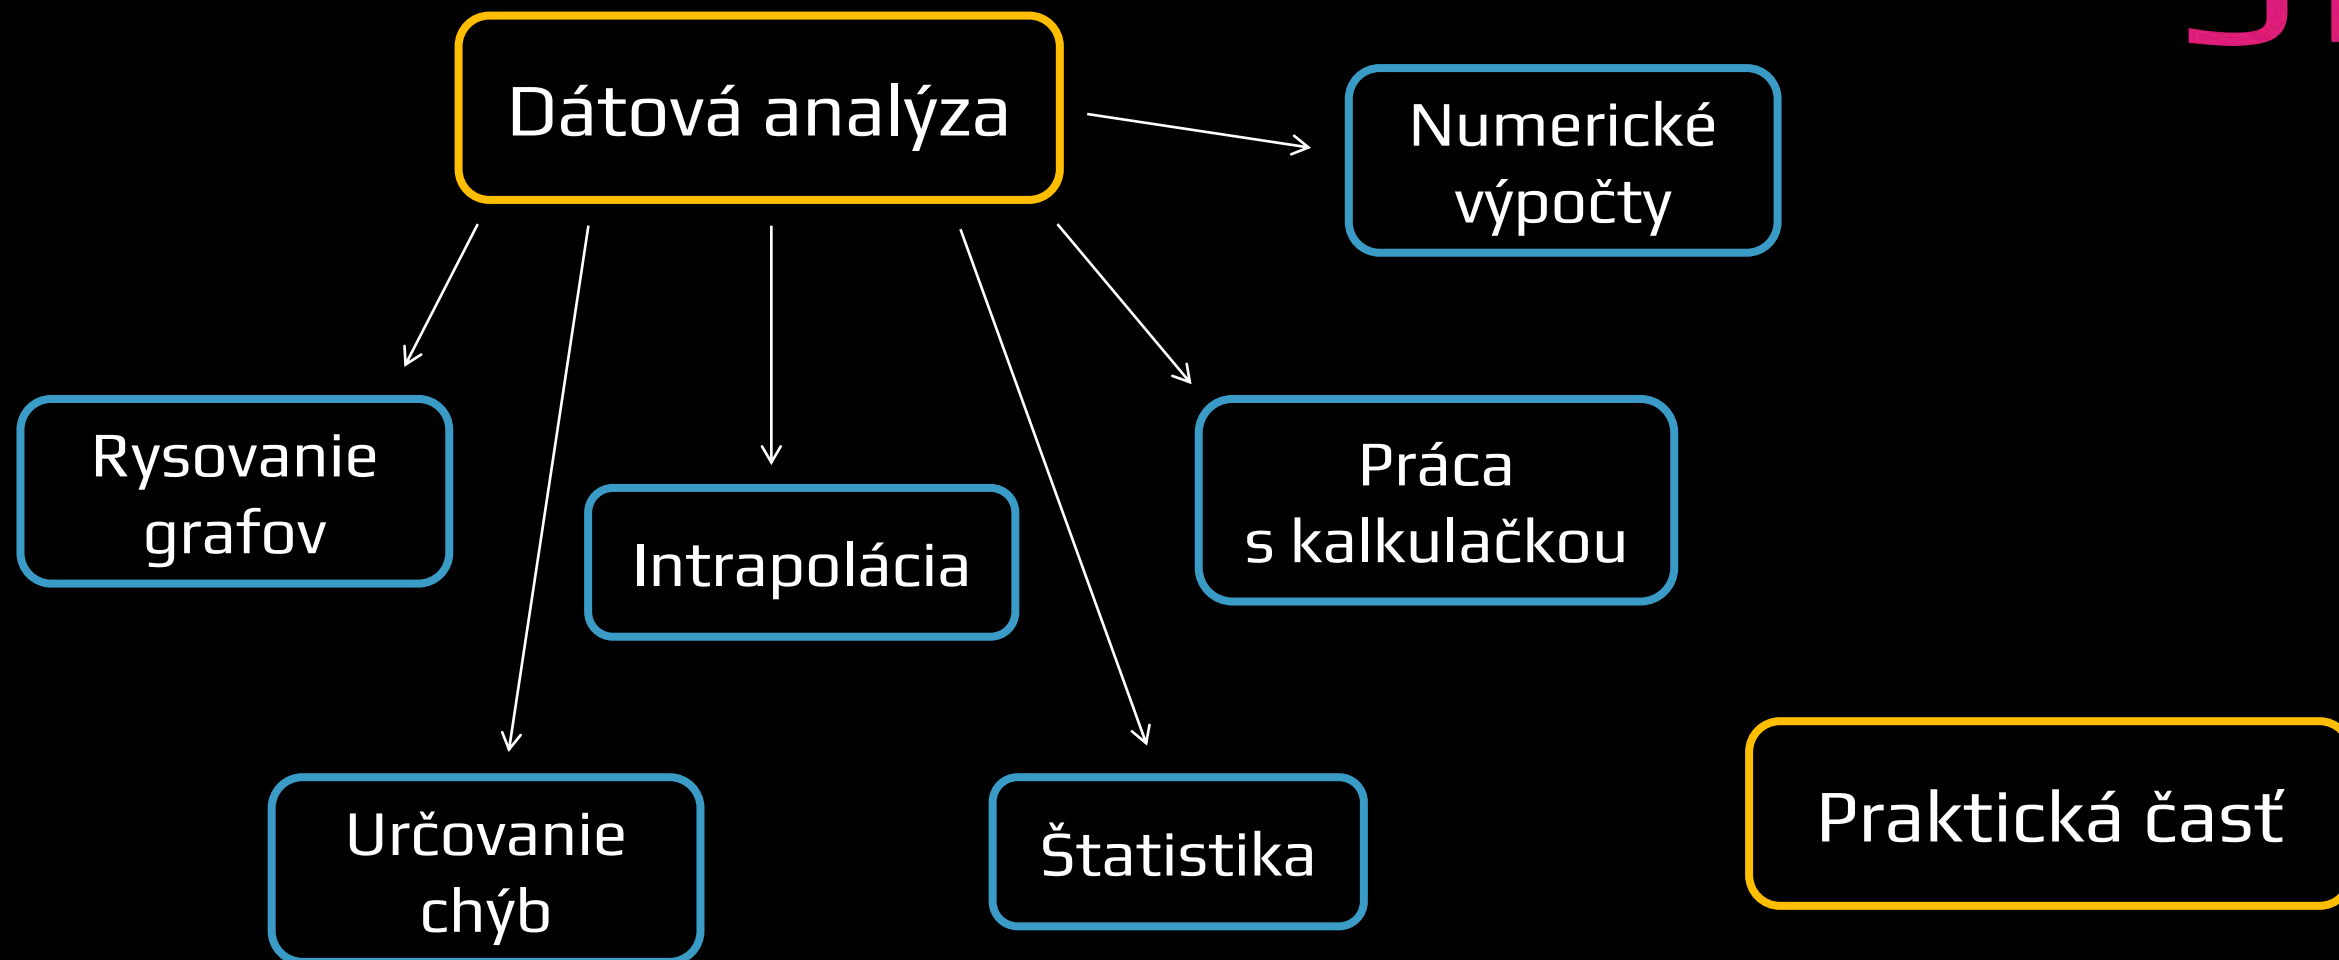 Dátová analýza
Numerické
výpočty
Rysovanie
grafov
Intrapolácia
Práca
s kalkulačkou
Určovanie
chýb
Štatistika
Praktická časť